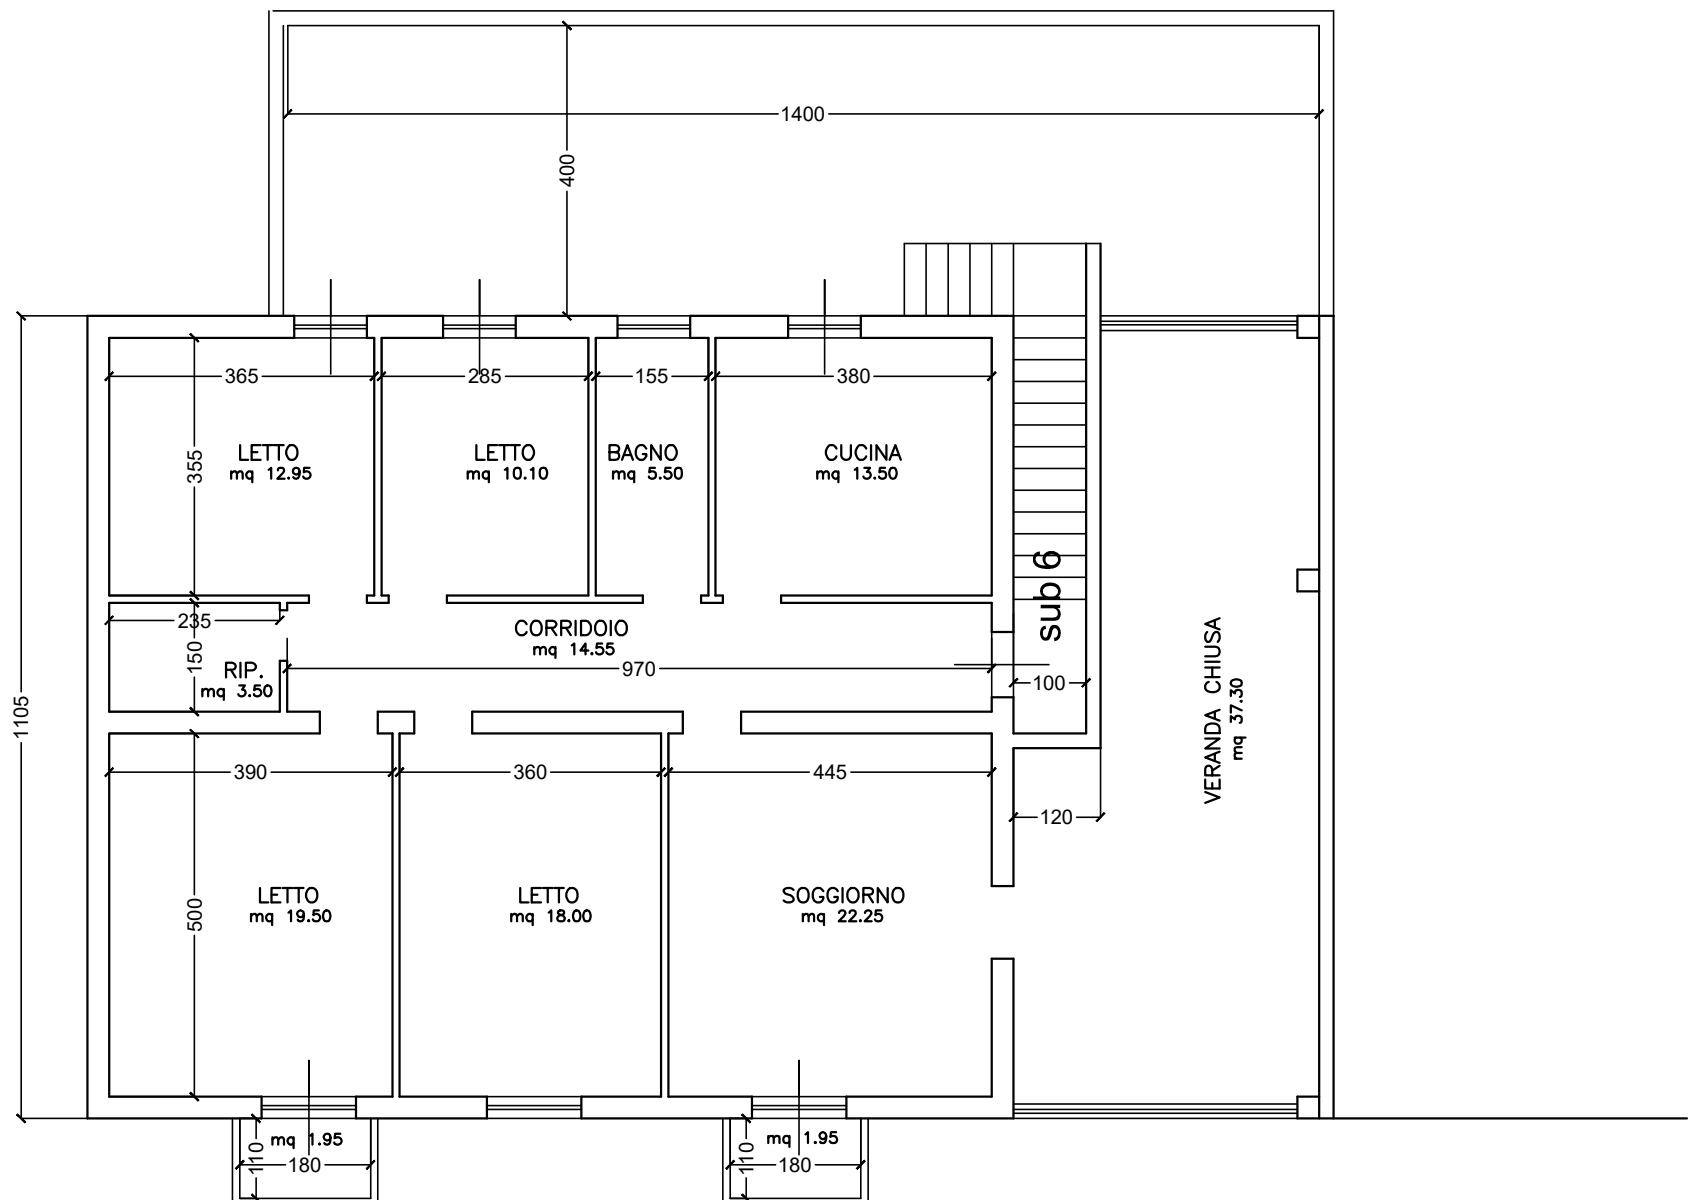 1400
400
365
285
155
380
355
LETTO
mq 12.95
LETTO
mq 10.10
BAGNO
mq 5.50
CUCINA
mq 13.50
sub 6
235
150
CORRIDOIO
mq 14.55
RIP.
mq 3.50
970
100
1105
VERANDA CHIUSA
mq 37.30
390
360
445
120
500
LETTO
mq 19.50
LETTO
mq 18.00
SOGGIORNO
mq 22.25
110
mq 1.95
180
110
mq 1.95
180